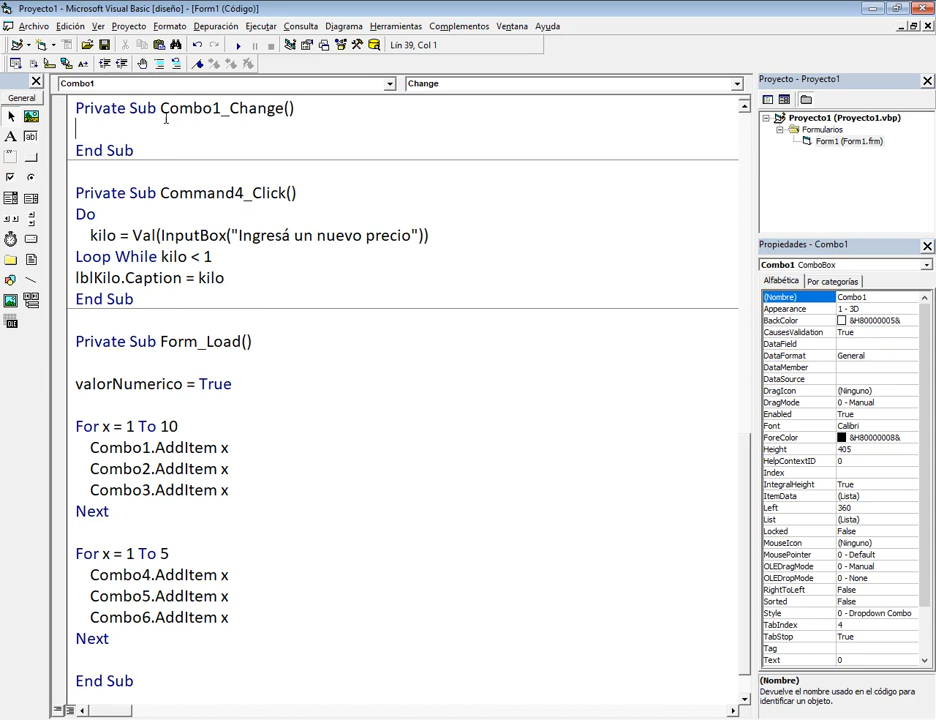 Proyecto1 - Microsoft Visual Basic [diseño] - [Form1 (Código)]
Archivo Edición Ver Proyecto Formato Depuración Ejecutar Consulta Diagrama Herramientas Complementos Ventana Ayuda
Lín 39, Col 1
General
Combo1 Change
Private Sub Combo1_Change()
End Sub
Private Sub Command4_Click()
Do
kilo = Val(InputBox("Ingresá un nuevo precio"))
Loop While kilo < 1
lblKilo.Caption = kilo
End Sub
Private Sub Form_Load()
valorNumerico = True
For x = 1 To 10
Combo1.AddItem x
Combo2.AddItem x
Combo3.AddItem x
Next
For x = 1 To 5
Combo4.AddItem x
Combo5.AddItem x
Combo6.AddItem x
Next
End Sub
Proyecto - Proyecto1
Proyecto1 (Proyecto1.vbp)
Formularios
Form1 (Form1.frm)
Propiedades - Combo1
Combo1 ComboBox
Alfabética Por categorías
(Nombre) Combo1
Appearance 1 - 3D
BackColor &H80000005&
CausesValidation True
DataField
DataFormat General
DataMember
DataSource
DragIcon (Ninguno)
DragMode 0 - Manual
Enabled True
Font Calibri
ForeColor &H80000008&
Height 405
HelpContextID 0
Index
IntegralHeight True
ItemData (Lista)
Left 360
List (Lista)
Locked False
MouseIcon (Ninguno)
MousePointer 0 - Default
OLEDragMode 0 - Manual
OLEDropMode 0 - None
RightToLeft False
Sorted False
Style 0 - Dropdown Combo
TabIndex 4
TabStop True
Tag
Text 0
(Nombre)
Devuelve el nombre usado en el código para
identificar un objeto.